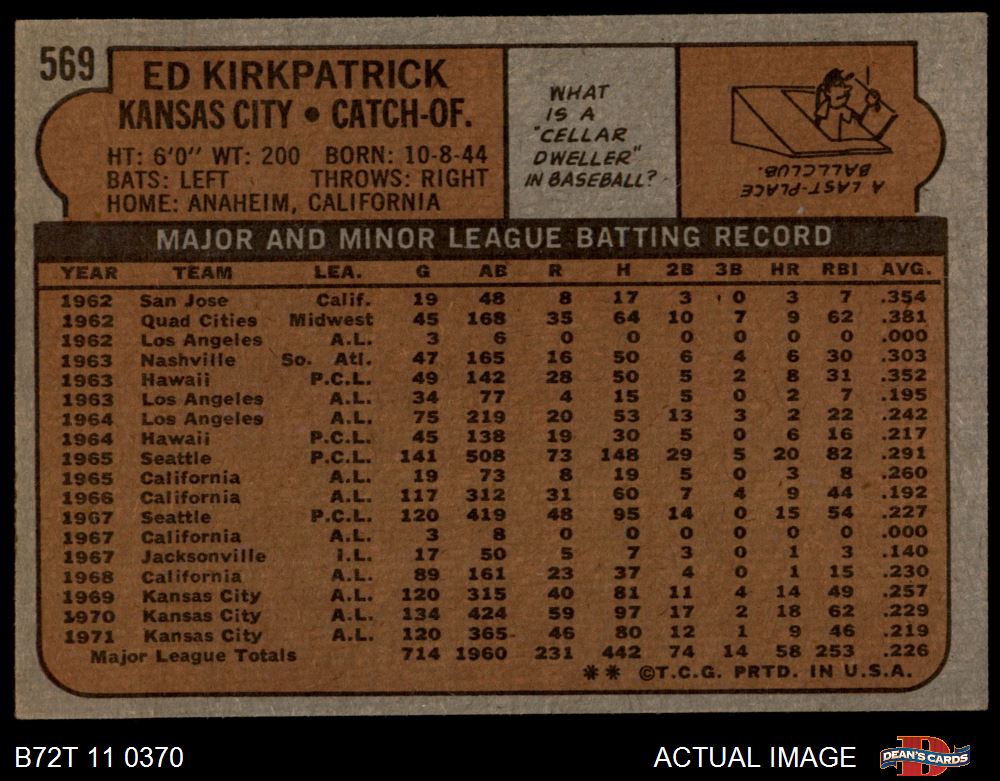 569
ED KIRKPATRICK
KANSAS CITY • CATCH-OF.
HT: 6'0" WT: 200 BORN: 10-8-44
BATS: LEFT THROWS: RIGHT
HOME: ANAHEIM, CALIFORNIA
WHAT
IS A
"CELLAR
DWELLER"
IN BASEBALL?
A LAST-PLACE
BALLCLUB.
MAJOR AND MINOR LEAGUE BATTING RECORD
YEAR TEAM LEA. G AB R H 2B 3B HR RBI AVG.
1962 San Jose Calif. 19 48 8 17 3 0 3 7 .354
1962 Quad Cities Midwest 45 168 35 64 10 7 9 62 .381
1962 Los Angeles A.L. 3 6 0 0 0 0 0 0 .000
1963 Nashville So. Atl. 47 165 16 50 6 4 6 30 .303
1963 Hawaii P.C.L. 49 142 28 50 5 2 8 31 .352
1963 Los Angeles A.L. 34 77 4 15 5 0 2 7 .195
1964 Los Angeles A.L. 75 219 20 53 13 3 2 22 .242
1964 Hawaii P.C.L. 45 138 19 30 5 0 6 16 .217
1965 Seattle P.C.L. 141 508 73 148 29 5 20 82 .291
1965 California A.L. 19 73 8 19 5 0 3 8 .260
1966 California A.L. 117 312 31 60 7 4 9 44 .192
1967 Seattle P.C.L. 120 419 48 95 14 0 15 54 .227
1967 California A.L. 3 8 0 0 0 0 0 0 .000
1967 Jacksonville I.L. 17 50 5 7 3 0 1 3 .140
1968 California A.L. 89 161 23 37 4 0 1 15 .230
1969 Kansas City A.L. 120 315 40 81 11 4 14 49 .257
1970 Kansas City A.L. 134 424 59 97 17 2 18 62 .229
1971 Kansas City A.L. 120 365 46 80 12 1 9 46 .219
Major League Totals 714 1960 231 442 74 14 58 253 .226
** ©T.C.G. PRTD. IN U.S.A.
B72T 11 0370
ACTUAL IMAGE
DEAN'S CARDS